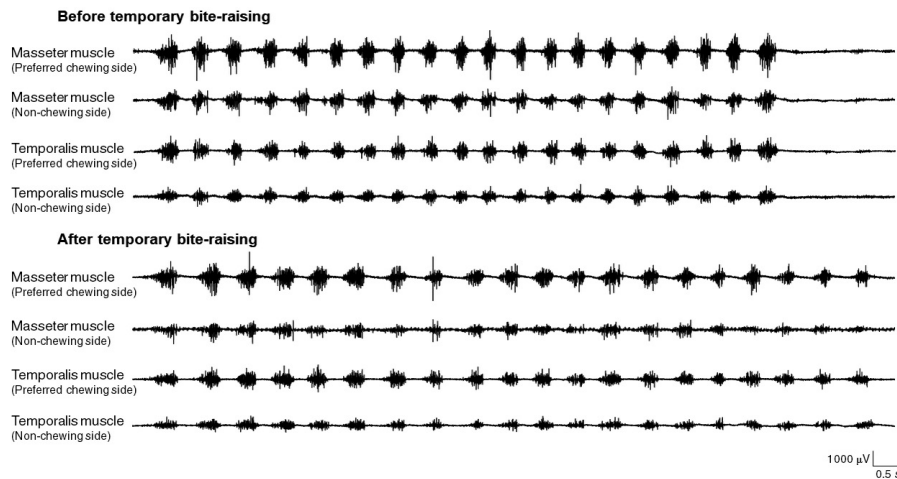 Before temporary bite-raising
Masseter muscle
(Preferred chewing side)
Masseter muscle
(Non-chewing side)
Temporalis muscle
(Preferred chewing side)
Temporalis muscle
(Non-chewing side)
After temporary bite-raising
Masseter muscle
(Preferred chewing side)
Masseter muscle
(Non-chewing side)
Temporalis muscle
(Preferred chewing side)
Temporalis muscle
(Non-chewing side)
1000 μV
0.5 s